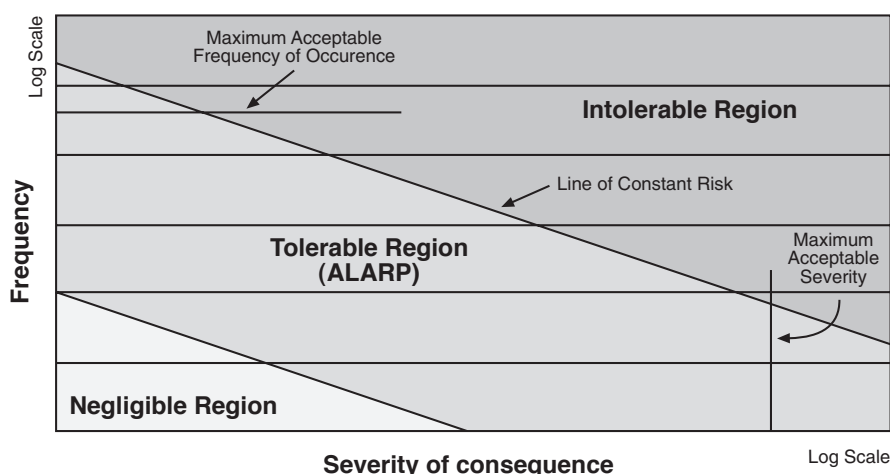 Log Scale
Frequency
Maximum Acceptable
Frequency of Occurence
Intolerable Region
Line of Constant Risk
Tolerable Region
(ALARP)
Maximum
Acceptable
Severity
Negligible Region
Severity of consequence
Log Scale